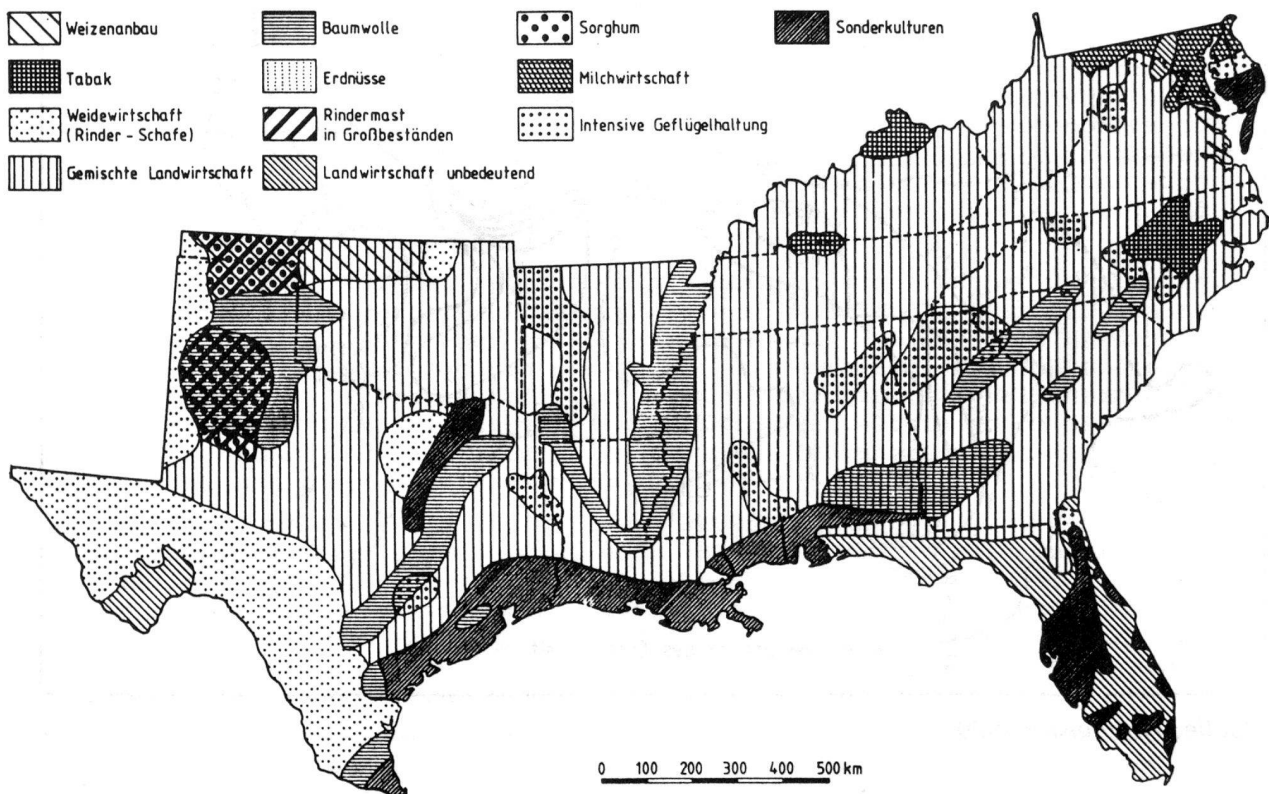 Weizenanbau
Baumwolle
Sorghum
Sonderkulturen
Tabak
Erdnüsse
Milchwirtschaft
Weidewirtschaft
(Rinder - Schafe)
Rindermast
in Großbeständen
Intensive Geflügelhaltung
Gemischte Landwirtschaft
Landwirtschaft unbedeutend
0 100 200 300 400 500 km